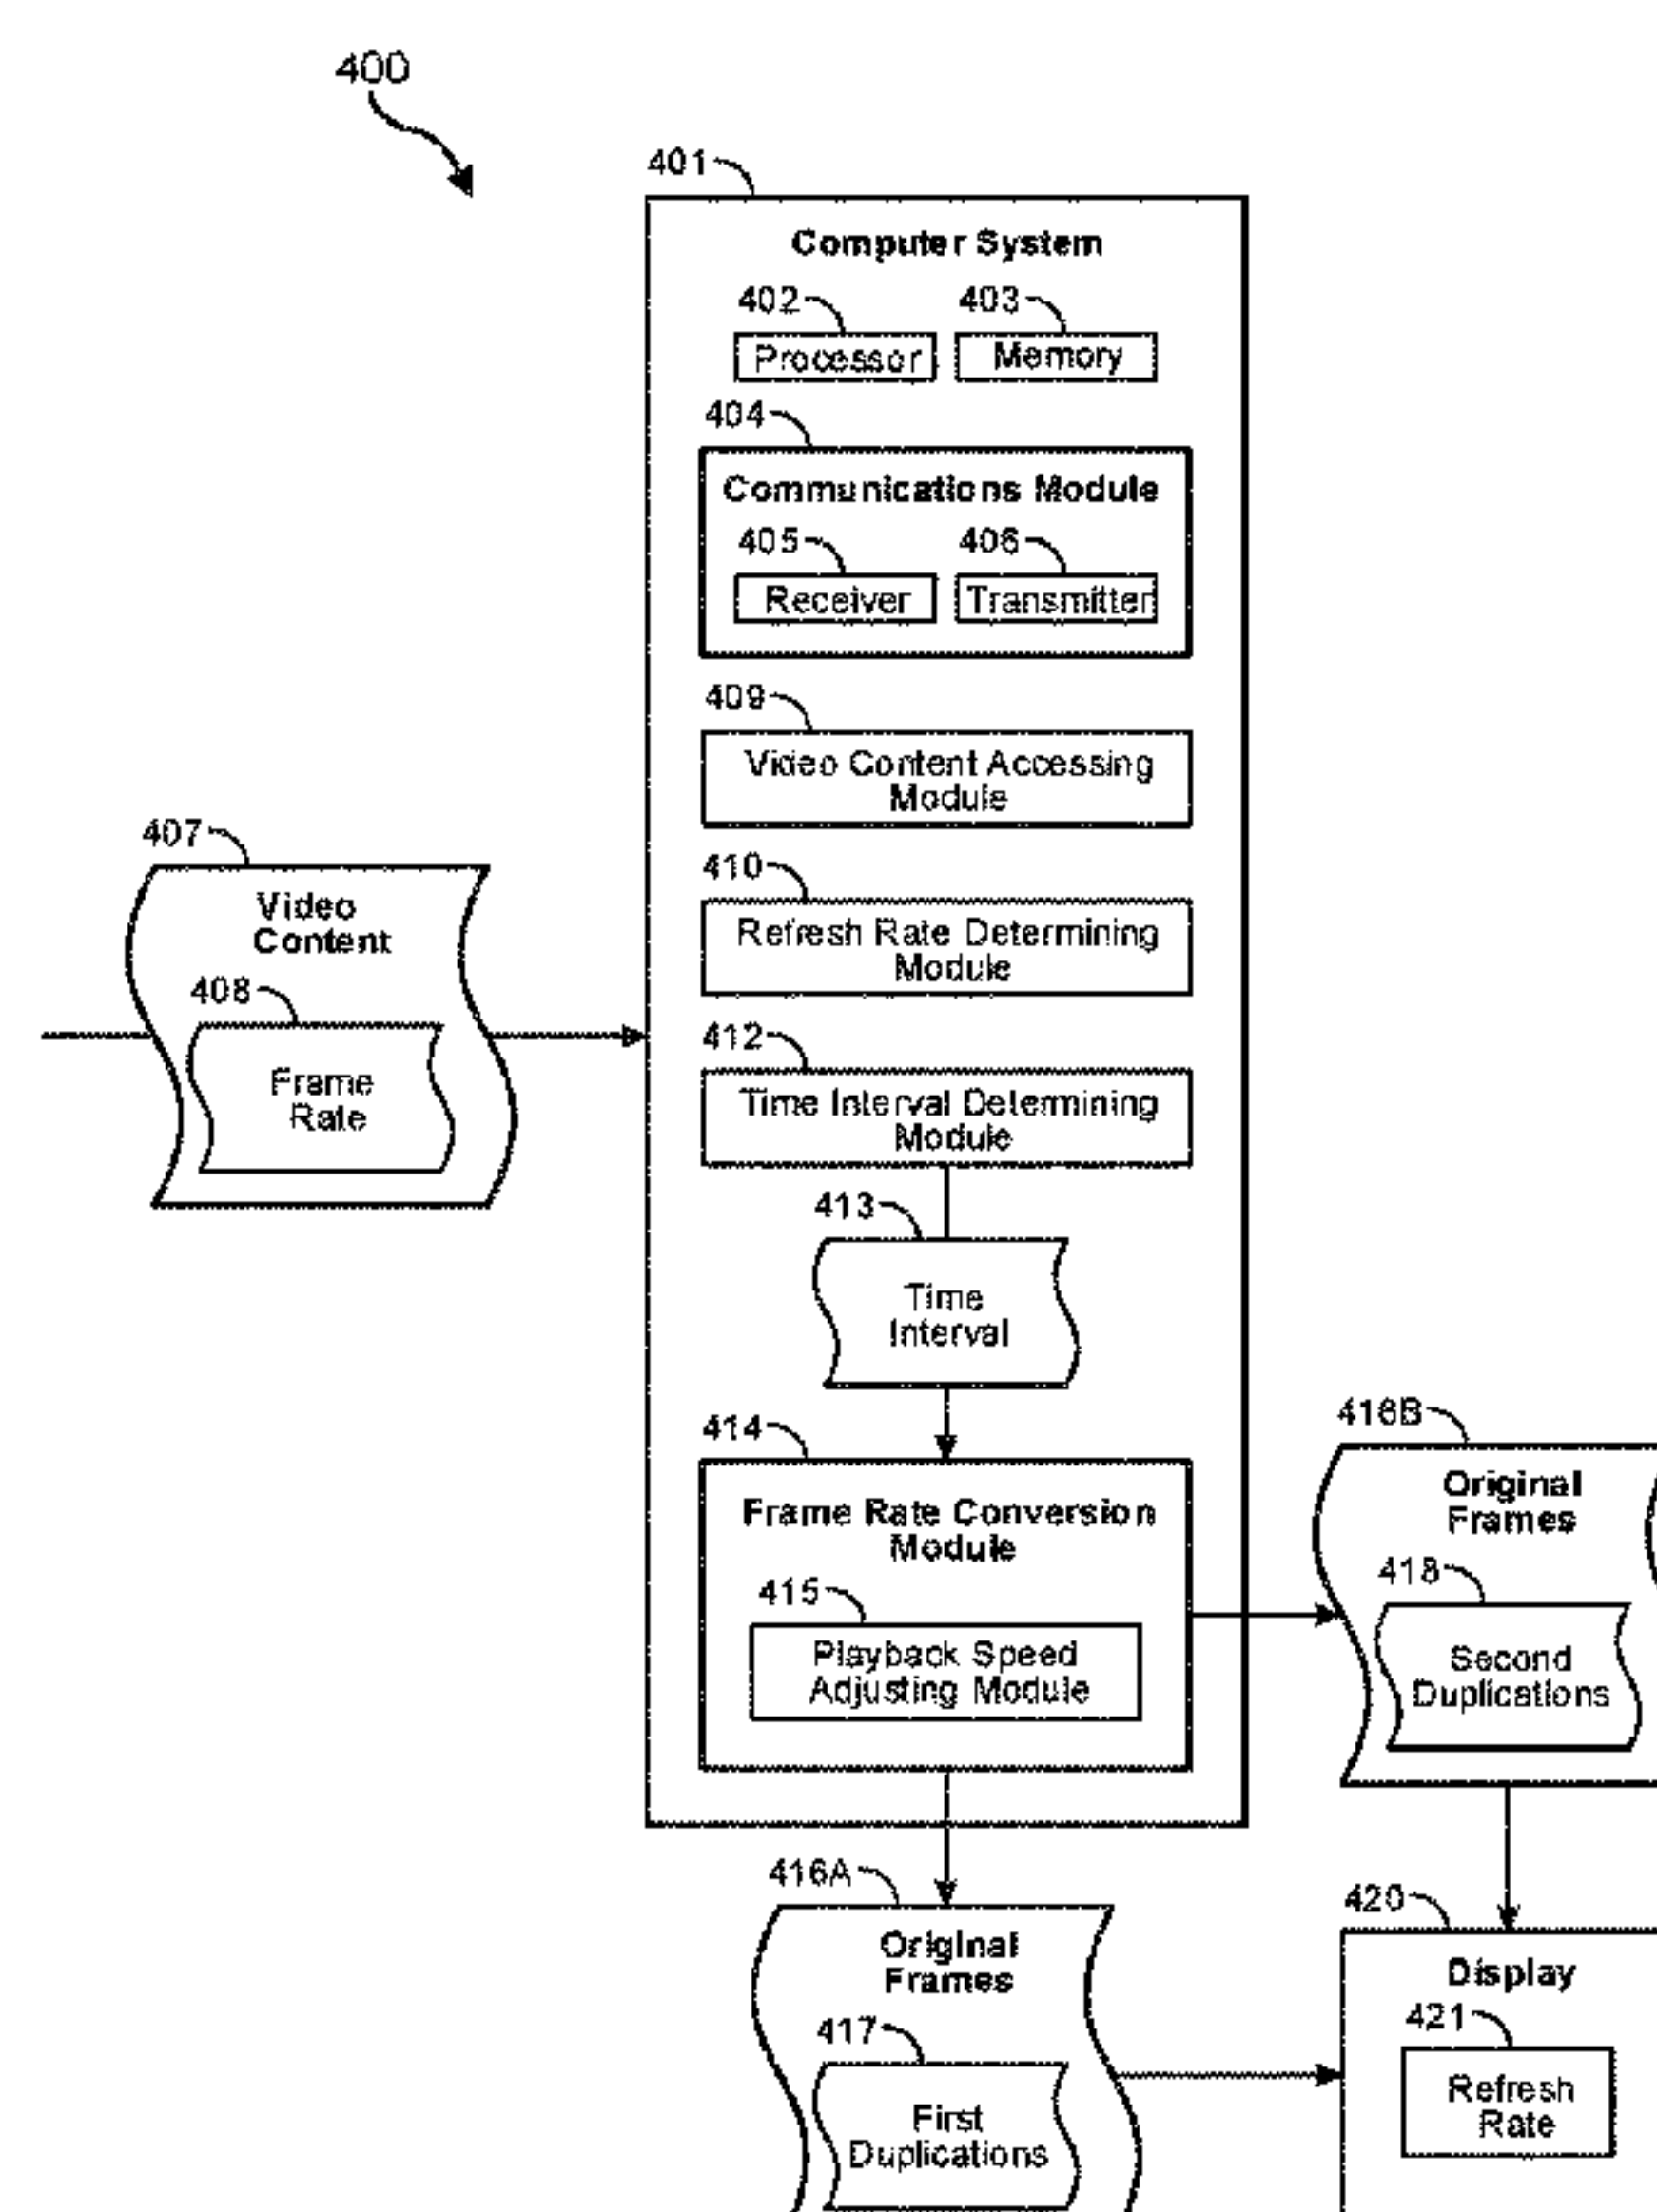 400
401
Computer System
402
403
Processor
Memory
404
Communications Module
405
406
Receiver
Transmitter
409
Video Content Accessing
Module
407
Video
Content
408
Frame
Rate
410
Refresh Rate Determining
Module
412
Time Interval Determining
Module
413
Time
Interval
414
Frame Rate Conversion
Module
415
Playback Speed
Adjusting Module
416B
Original
Frames
418
Second
Duplications
416A
Original
Frames
417
First
Duplications
420
Display
421
Refresh
Rate